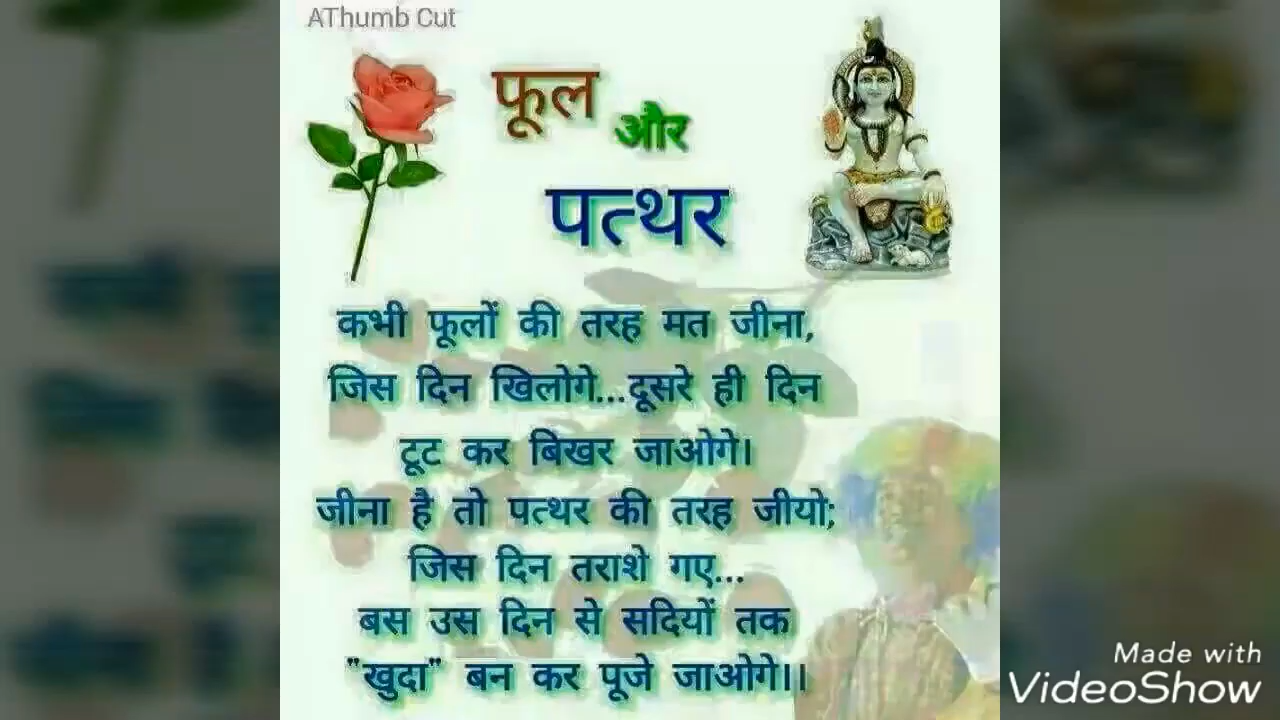 AThumb Cut
फूल
और
पत्थर
कभी फूलों की तरह मत जीना,
जिस दिन खिलोगे...दूसरे ही दिन
टूट कर बिखर जाओगे।
जीना है तो पत्थर की तरह जीयो;
जिस दिन तराशे गए...
बस उस दिन से सदियों तक
"खुदा" बन कर पूजे जाओगे।।
Made with
VideoShow